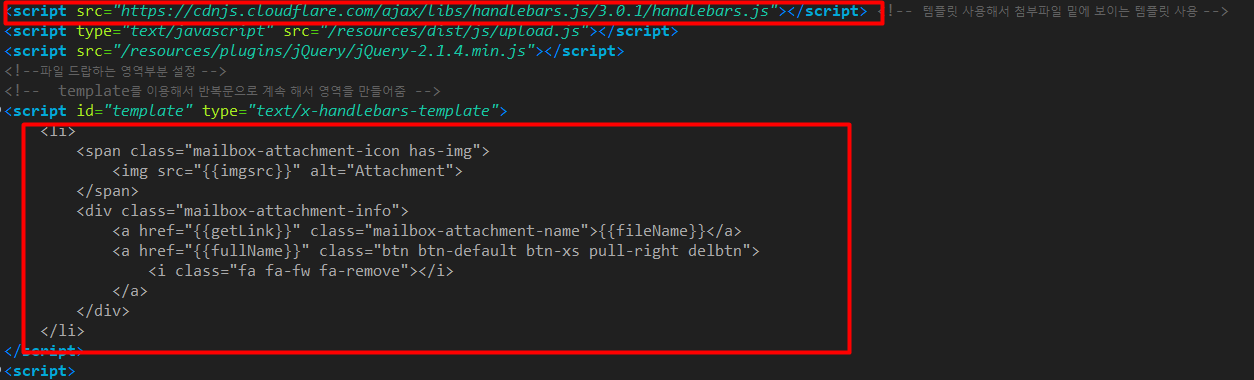 <script src="https://cdnjs.cloudflare.com/ajax/libs/handlebars.js/3.0.1/handlebars.js"></script> <!-- 템플릿 사용해서 첨부파일 밑에 보이는 템플릿 사용 -->
<script type="text/javascript" src="/resources/dist/js/upload.js"></script>
<script src="/resources/plugins/jQuery/jQuery-2.1.4.min.js"></script>
<!--파일 드랍하는 영역부분 설정 -->
<!-- template를 이용해서 반복문으로 계속 해서 영역을 만들어줌 -->
<script id="template" type="text/x-handlebars-template">
<li>
<span class="mailbox-attachment-icon has-img">
<img src="{{imgsrc}}" alt="Attachment">
</span>
<div class="mailbox-attachment-info">
<a href="{{getLink}}" class="mailbox-attachment-name">{{fileName}}</a>
<a href="{{fullName}}" class="btn btn-default btn-xs pull-right delbtn">
<i class="fa fa-fw fa-remove"></i>
</a>
</div>
</li>
</script>
<script>